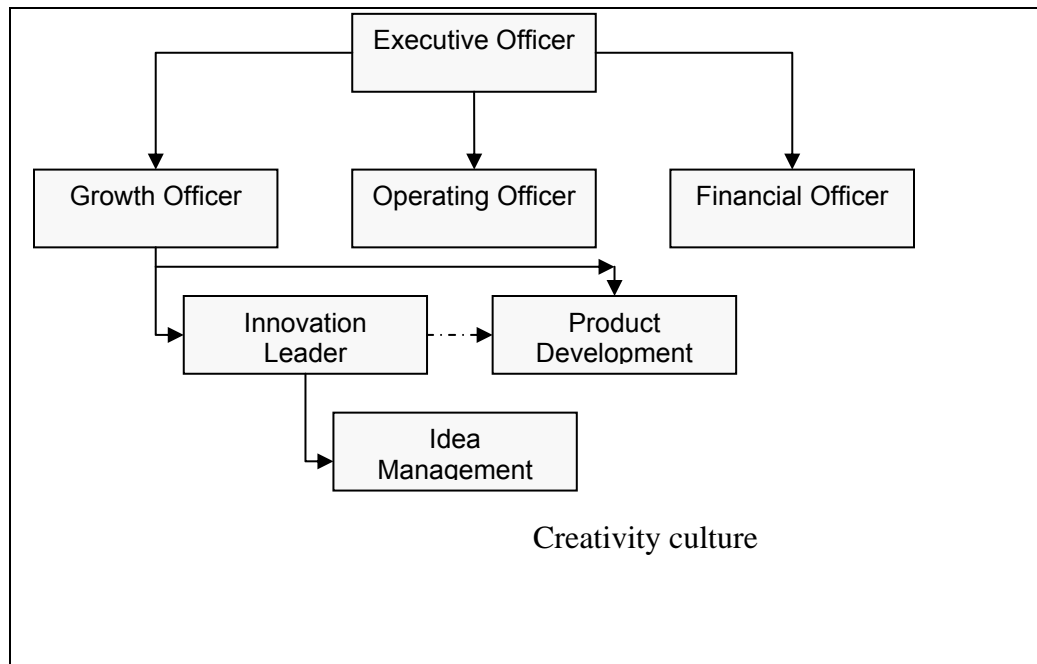 Executive Officer
Growth Officer
Operating Officer
Financial Officer
Innovation
Leader
Product
Development
Idea
Management
Creativity culture